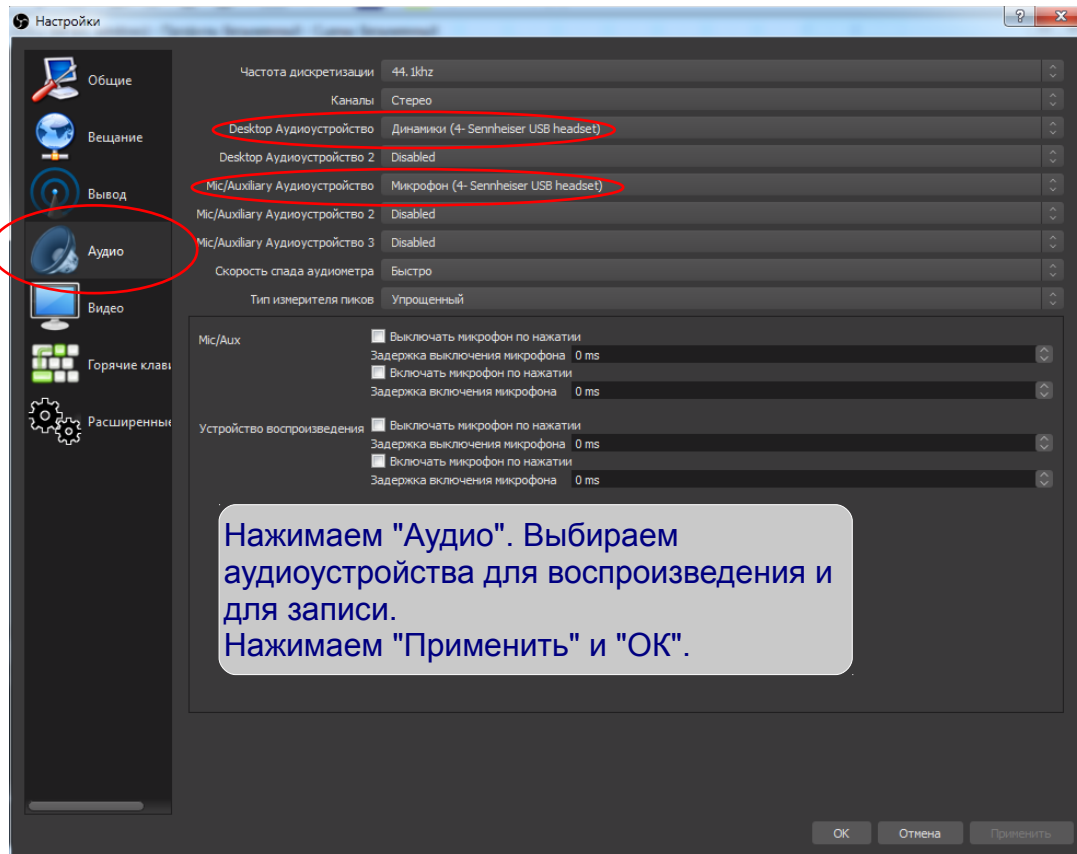 Настройки
Общие
Вещание
Вывод
Аудио
Видео
Горячие клави
Расширенные
Частота дискретизации 44.1khz
Каналы Стерео
Desktop Аудиоустройство Динамики (4- Sennheiser USB headset)
Desktop Аудиоустройство 2 Disabled
Mic/Auxiliary Аудиоустройство Микрофон (4- Sennheiser USB headset)
Mic/Auxiliary Аудиоустройство 2 Disabled
Mic/Auxiliary Аудиоустройство 3 Disabled
Скорость спада аудиометра Быстро
Тип измерителя пиков Упрощенный
Mic/Aux Выключать микрофон по нажатии
Задержка выключения микрофона 0 ms
Включать микрофон по нажатии
Задержка включения микрофона 0 ms
Устройство воспроизведения Выключать микрофон по нажатии
Задержка выключения микрофона 0 ms
Включать микрофон по нажатии
Задержка включения микрофона 0 ms
Нажимаем "Аудио". Выбираем
аудиоустройства для воспроизведения и
для записи.
Нажимаем "Применить" и "ОК".
OK Отмена Применить